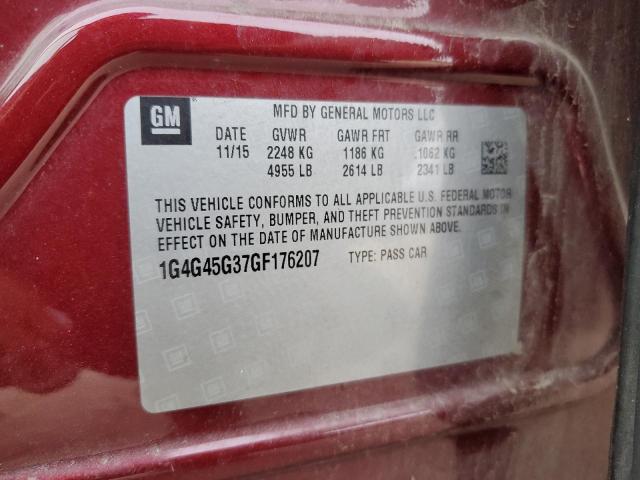 GM
MFD BY GENERAL MOTORS LLC
DATE GVWR GAWR FRT GAWR RR
11/15 2248 KG 1186 KG 1062 KG
4955 LB 2614 LB 2341 LB
THIS VEHICLE CONFORMS TO ALL APPLICABLE U.S. FEDERAL MOTOR
VEHICLE SAFETY, BUMPER, AND THEFT PREVENTION STANDARDS IN
EFFECT ON THE DATE OF MANUFACTURE SHOWN ABOVE.
1G4G45G37GF176207 TYPE: PASS CAR